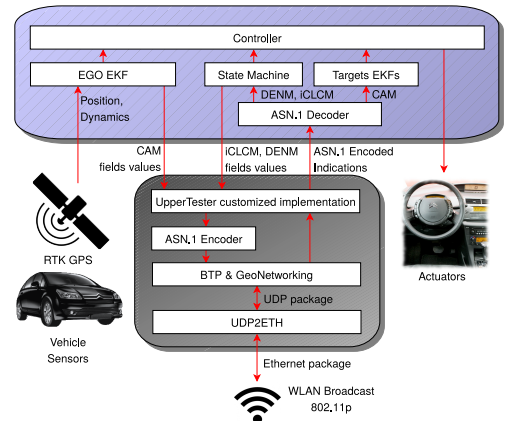 Controller
EGO EKF
State Machine
Targets EKFs
Position,
Dynamics
DENM, iCLCM
CAM
ASN.1 Decoder
CAM
fields values
iCLCM, DENM
fields values
ASN.1 Encoded
Indications
UpperTester customized implementation
ASN.1 Encoder
RTK GPS
BTP & GeoNetworking
Actuators
UDP package
UDP2ETH
Vehicle
Sensors
Ethernet package
WLAN Broadcast
802.11p